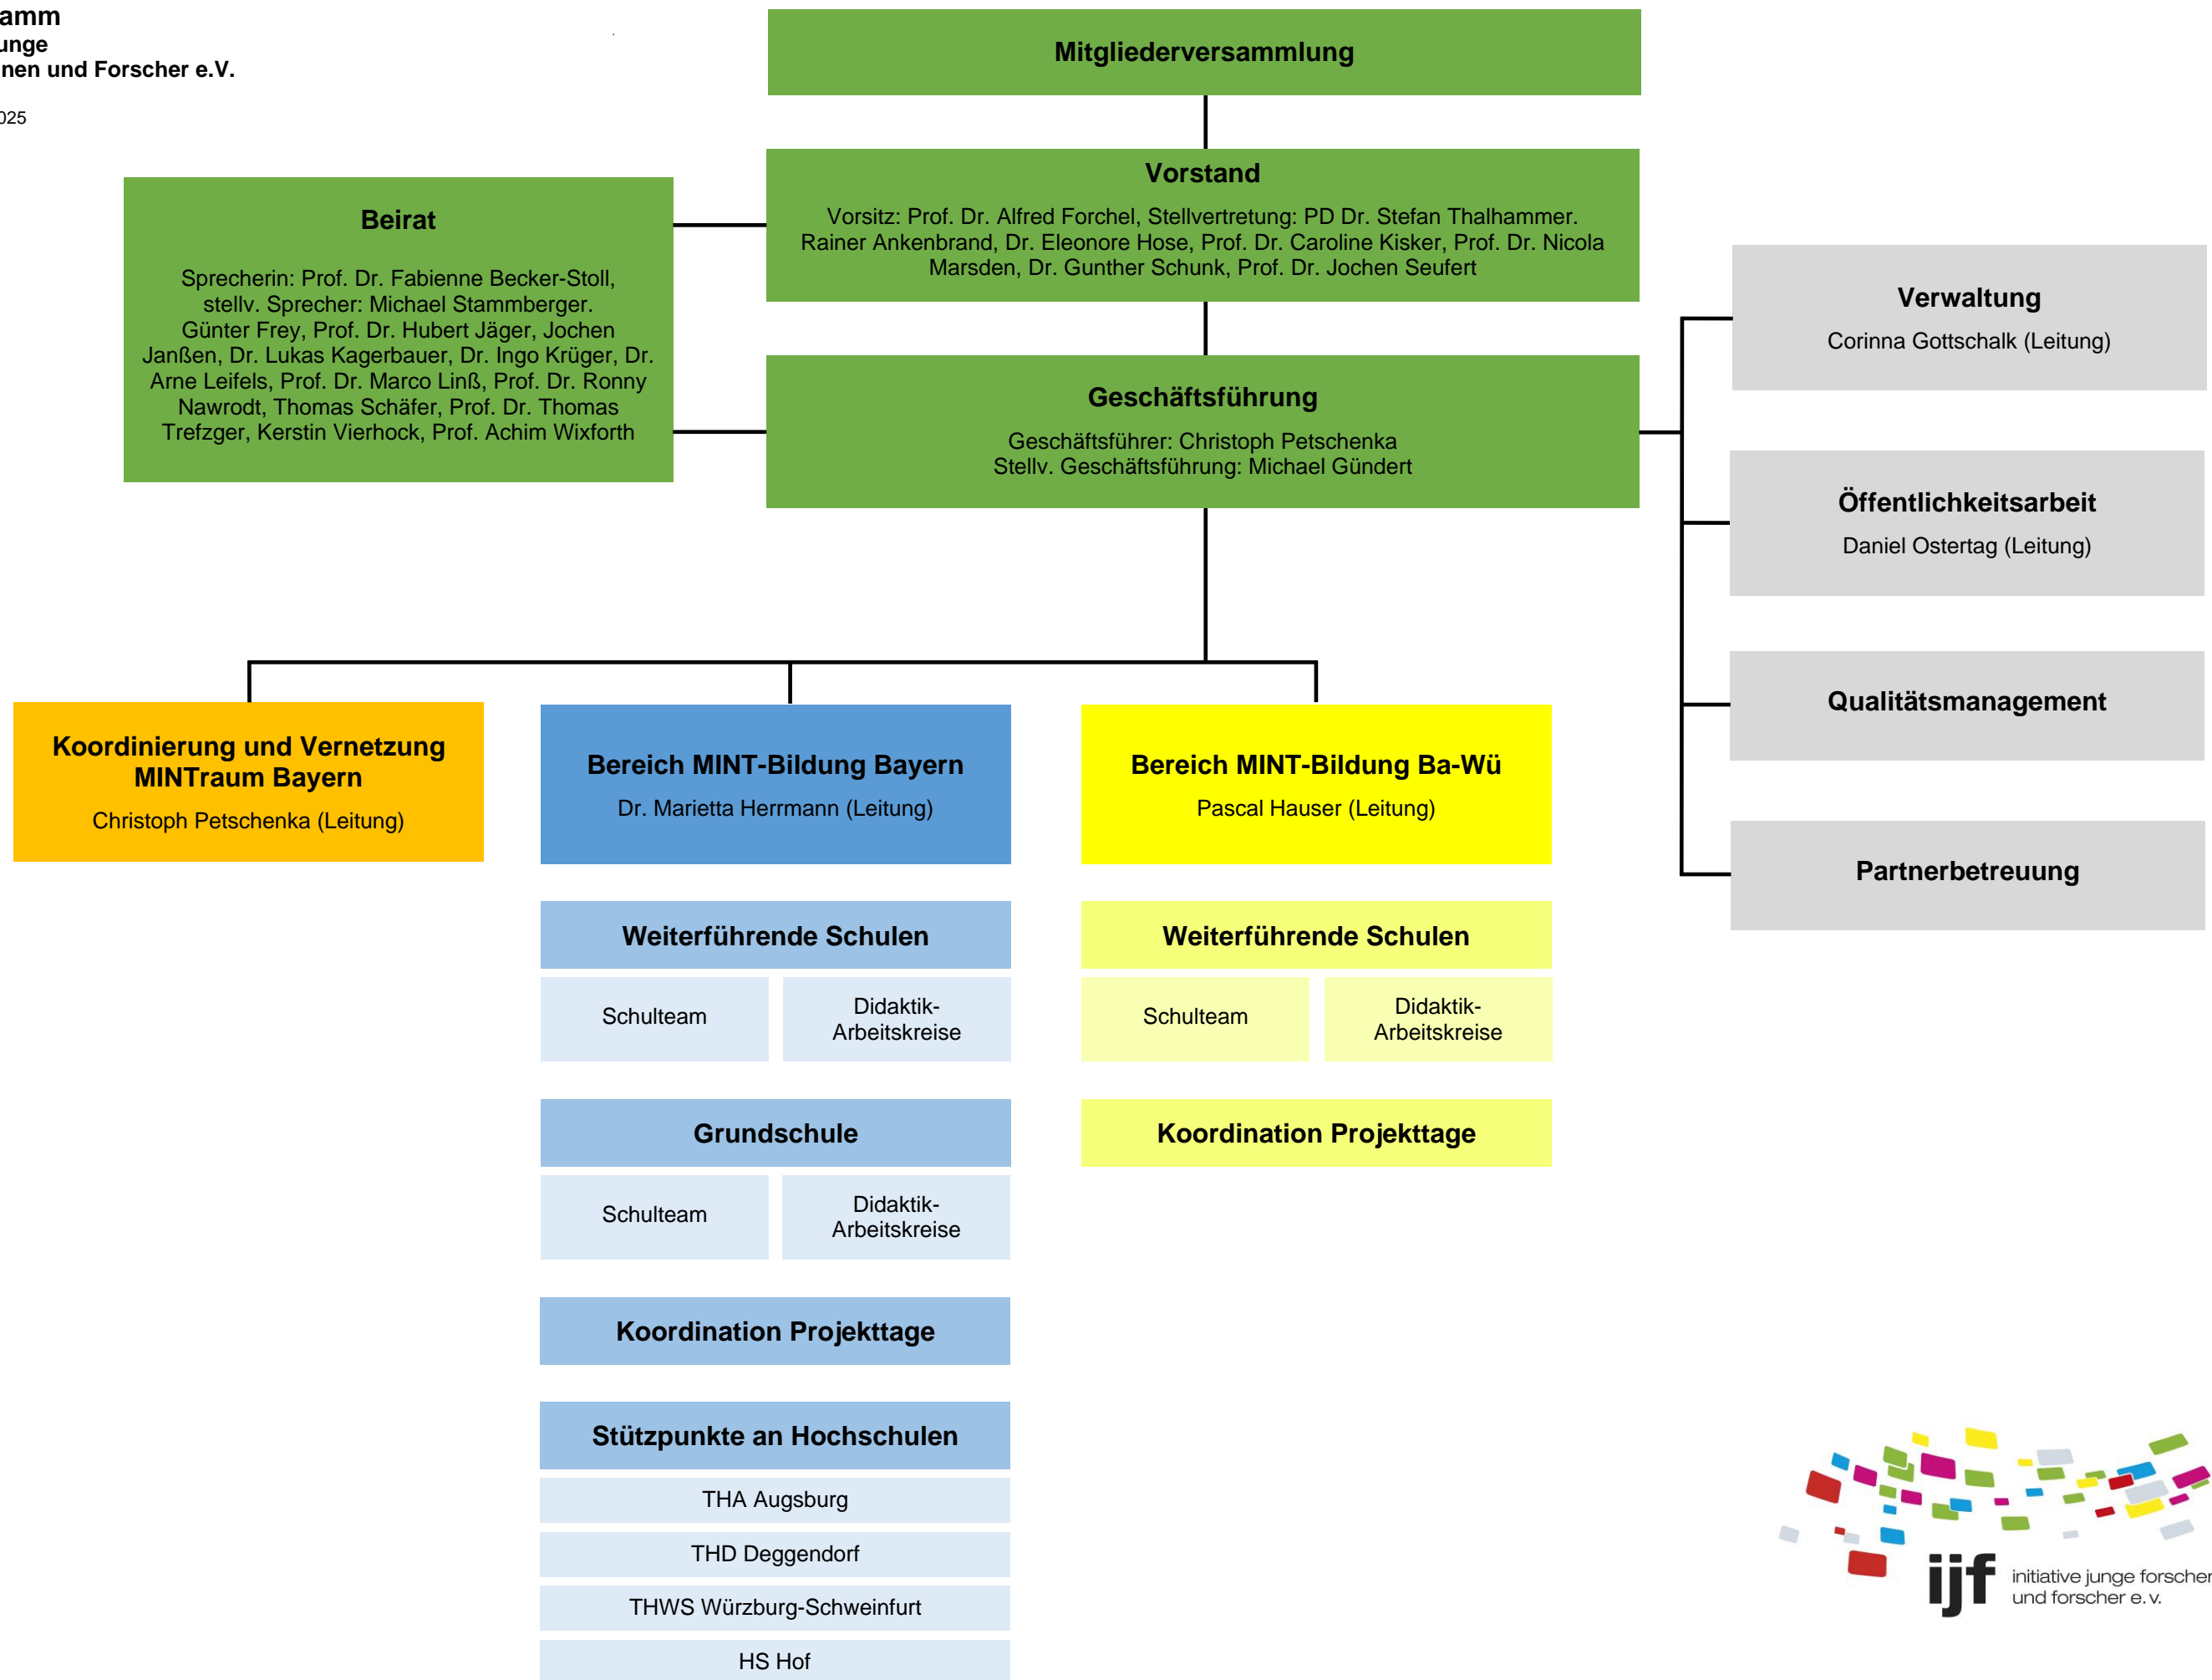 amm
unge
nen und Forscher e.V.
025
Mitgliederversammlung
Vorstand
Vorsitz: Prof. Dr. Alfred Forchel, Stellvertretung: PD Dr. Stefan Thalhammer.
Rainer Ankenbrand, Dr. Eleonore Hose, Prof. Dr. Caroline Kisker, Prof. Dr. Nicola
Marsden, Dr. Gunther Schunk, Prof. Dr. Jochen Seufert
Beirat
Sprecherin: Prof. Dr. Fabienne Becker-Stoll,
stellv. Sprecher: Michael Stammberger.
Günter Frey, Prof. Dr. Hubert Jäger, Jochen
Janßen, Dr. Lukas Kagerbauer, Dr. Ingo Krüger, Dr.
Arne Leifels, Prof. Dr. Marco Linß, Prof. Dr. Ronny
Nawrodt, Thomas Schäfer, Prof. Dr. Thomas
Trefzger, Kerstin Vierhock, Prof. Achim Wixforth
Geschäftsführung
Geschäftsführer: Christoph Petschenka
Stellv. Geschäftsführung: Michael Gündert
Verwaltung
Corinna Gottschalk (Leitung)
Öffentlichkeitsarbeit
Daniel Ostertag (Leitung)
Qualitätsmanagement
Partnerbetreuung
Koordinierung und Vernetzung
MINTraum Bayern
Christoph Petschenka (Leitung)
Bereich MINT-Bildung Bayern
Dr. Marietta Herrmann (Leitung)
Weiterführende Schulen
Schulteam
Didaktik-
Arbeitskreise
Grundschule
Schulteam
Didaktik-
Arbeitskreise
Koordination Projekttage
Stützpunkte an Hochschulen
THA Augsburg
THD Deggendorf
THWS Würzburg-Schweinfurt
HS Hof
Bereich MINT-Bildung Ba-Wü
Pascal Hauser (Leitung)
Weiterführende Schulen
Schulteam
Didaktik-
Arbeitskreise
Koordination Projekttage
ijf
initiative junge forscher
und forscher e. v.